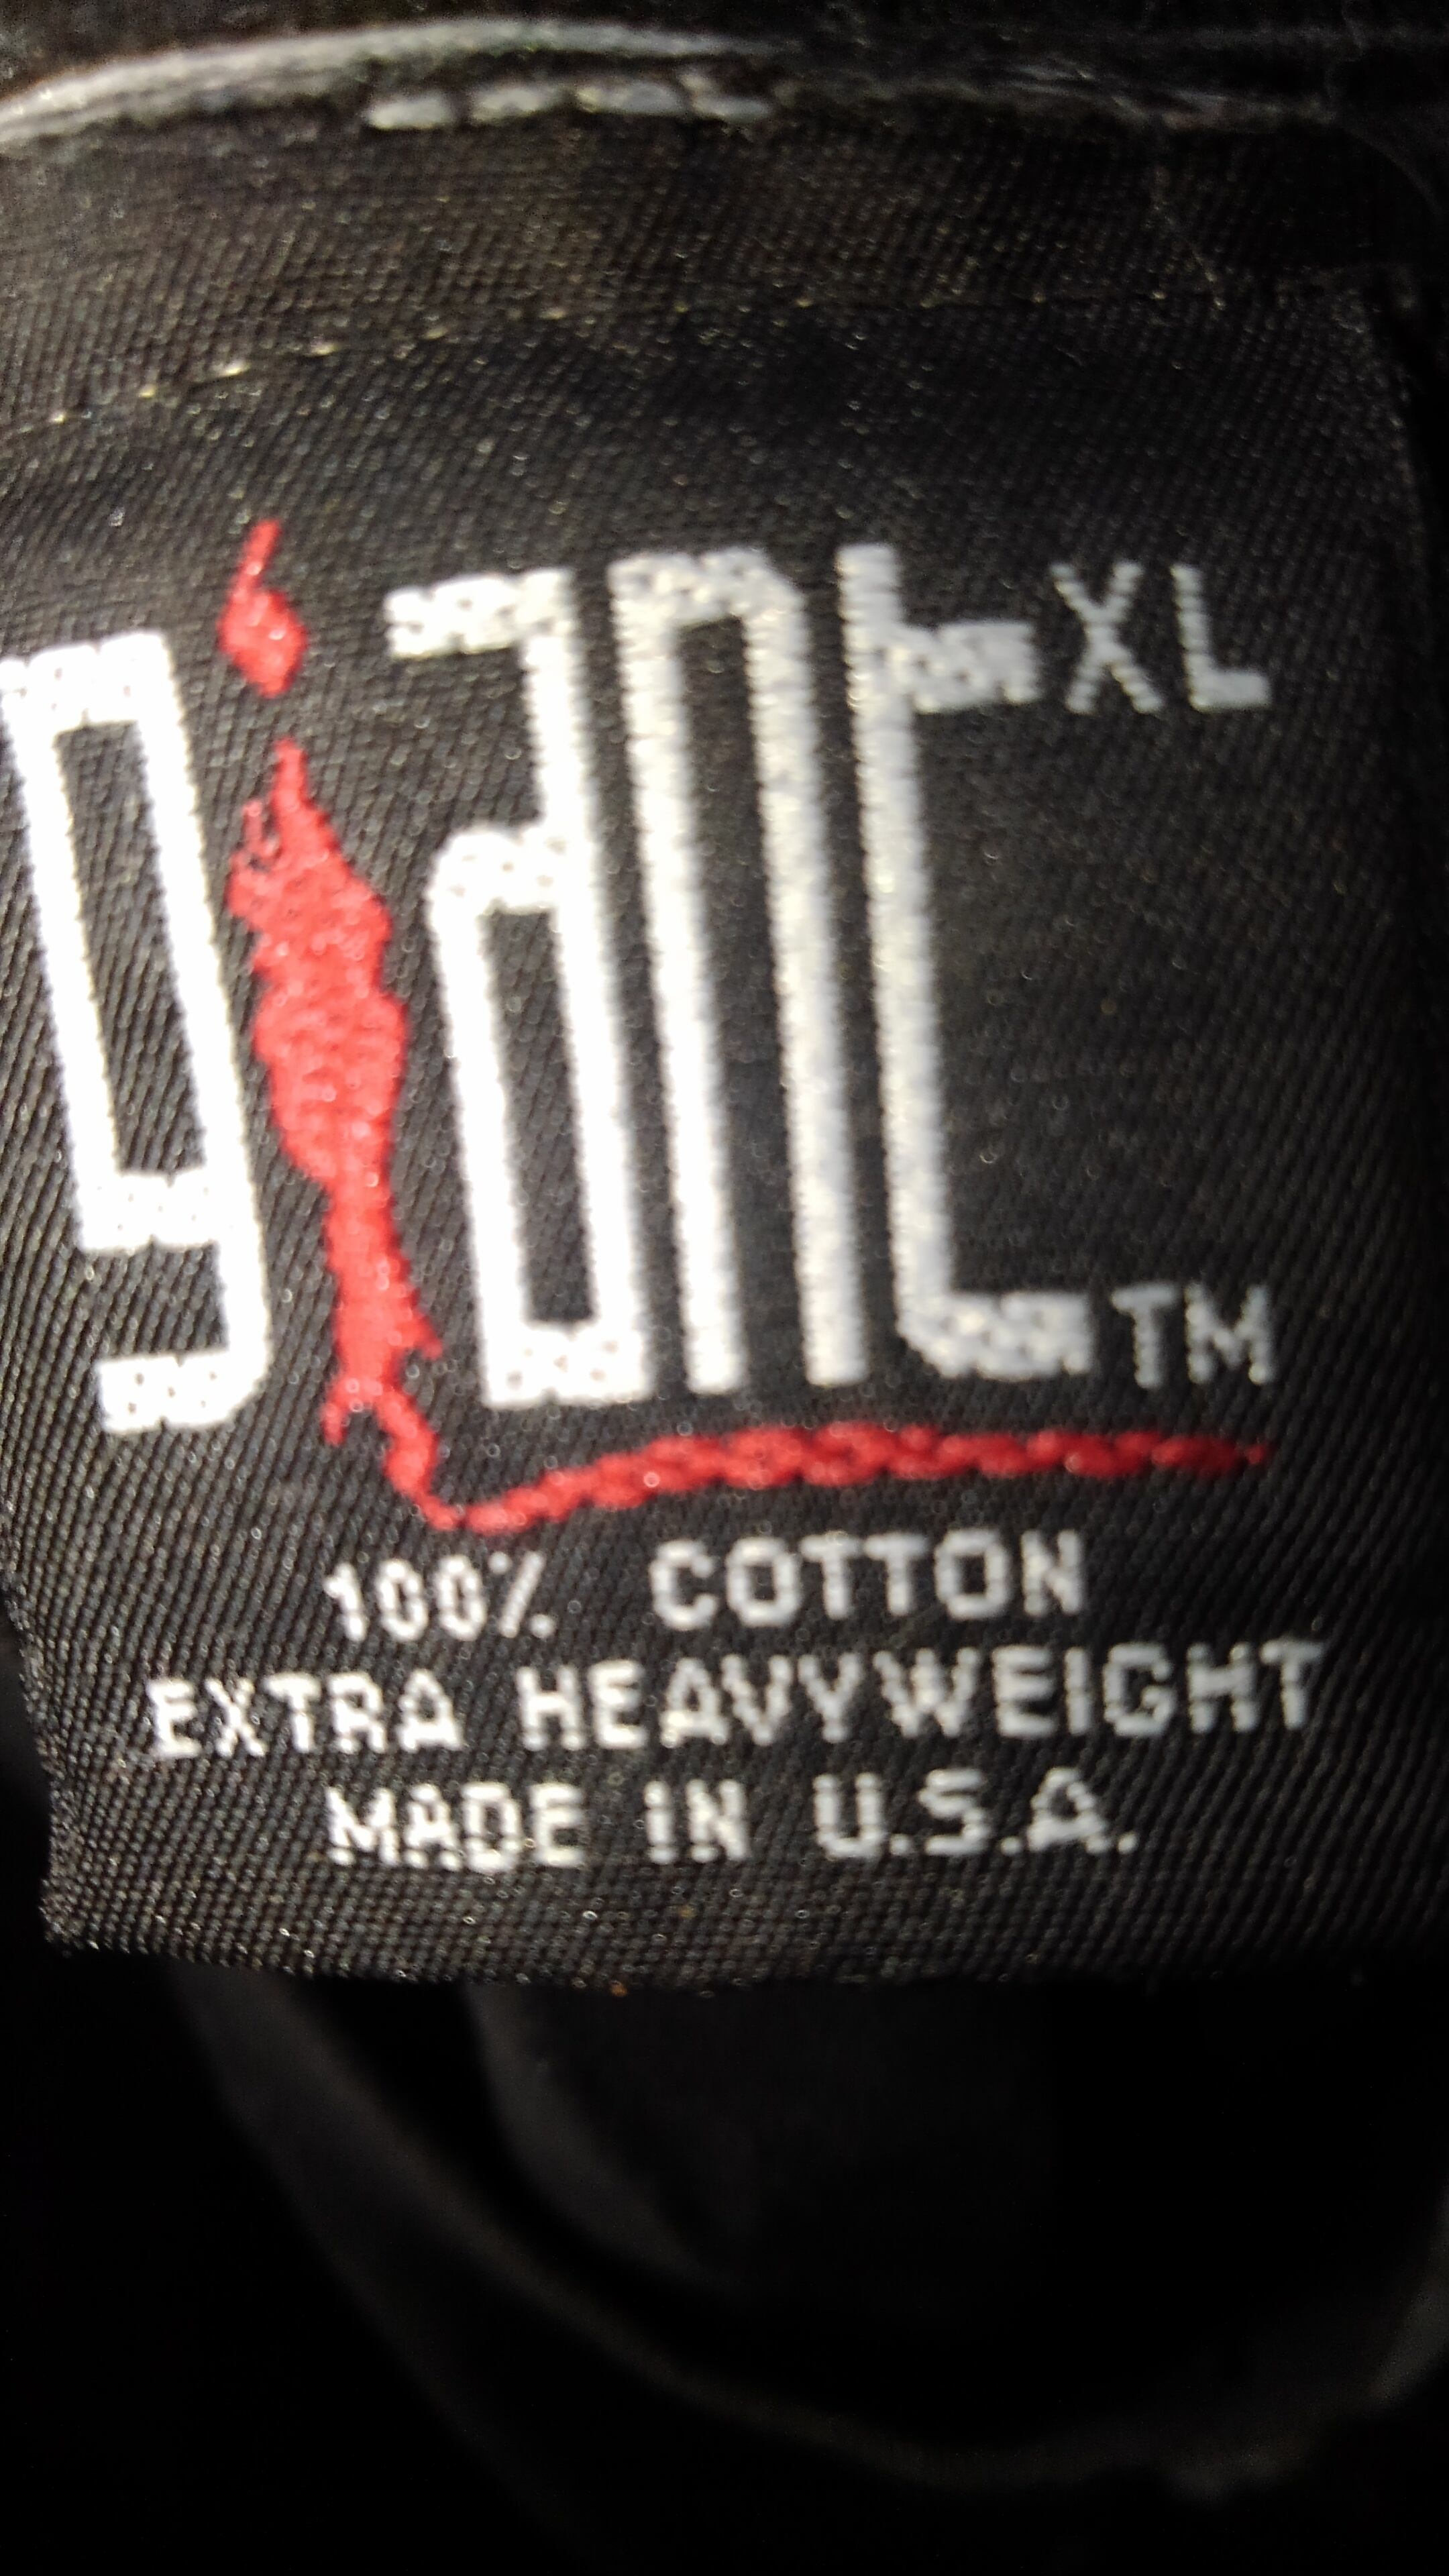 giant XL
TM
100% COTTON
EXTRA HEAVYWEIGHT
MADE IN U.S.A.